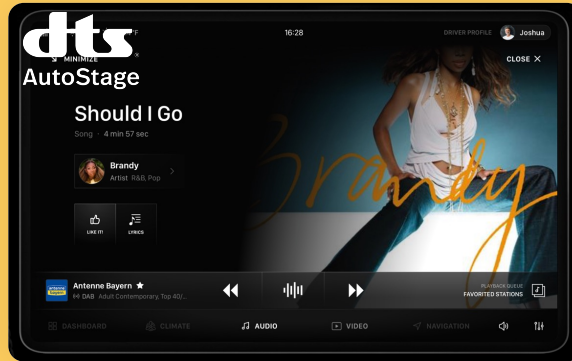 dts
AutoStage
°F
16:28
DRIVER PROFILE
Joshua
MINIMIZE
CLOSE X
Should I Go
Song · 4 min 57 sec
Brandy
Artist R&B, Pop
LIKE IT!
LYRICS
Brandy
antenne
bayern
Antenne Bayern ★
DAB Adult Contemporary, Top 40/...
PLAYBACK QUEUE
FAVORITED STATIONS
DASHBOARD
CLIMATE
AUDIO
VIDEO
NAVIGATION